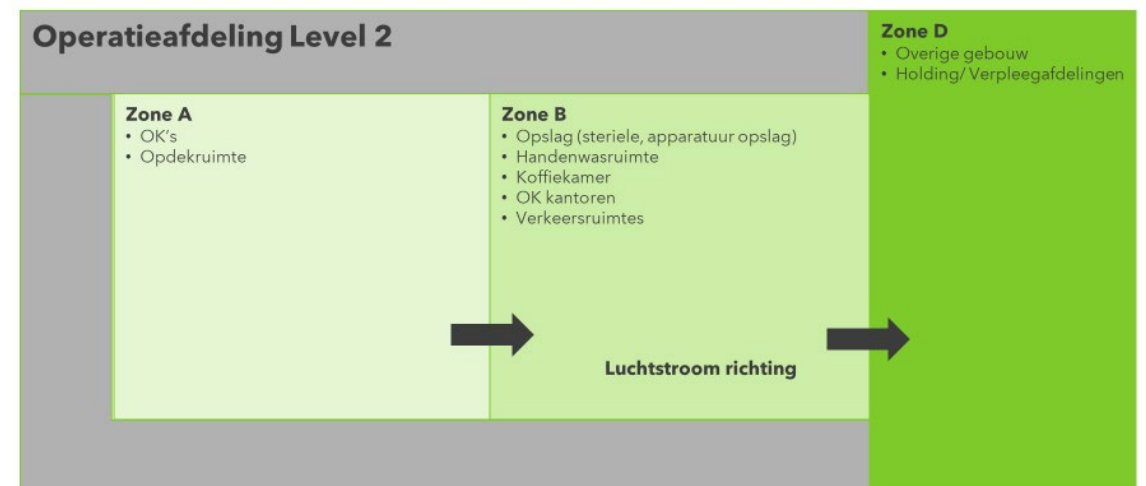 Operatieafdeling Level 2
Zone A
• OK's
• Opdekruimte
Zone B
• Opslag (steriele, apparatuur opslag)
• Handenwasruimte
• Koffiekamer
• OK kantoren
• Verkeersruimtes
Luchtstroom richting
Zone D
• Overige gebouw
• Holding/ Verpleegafdelingen